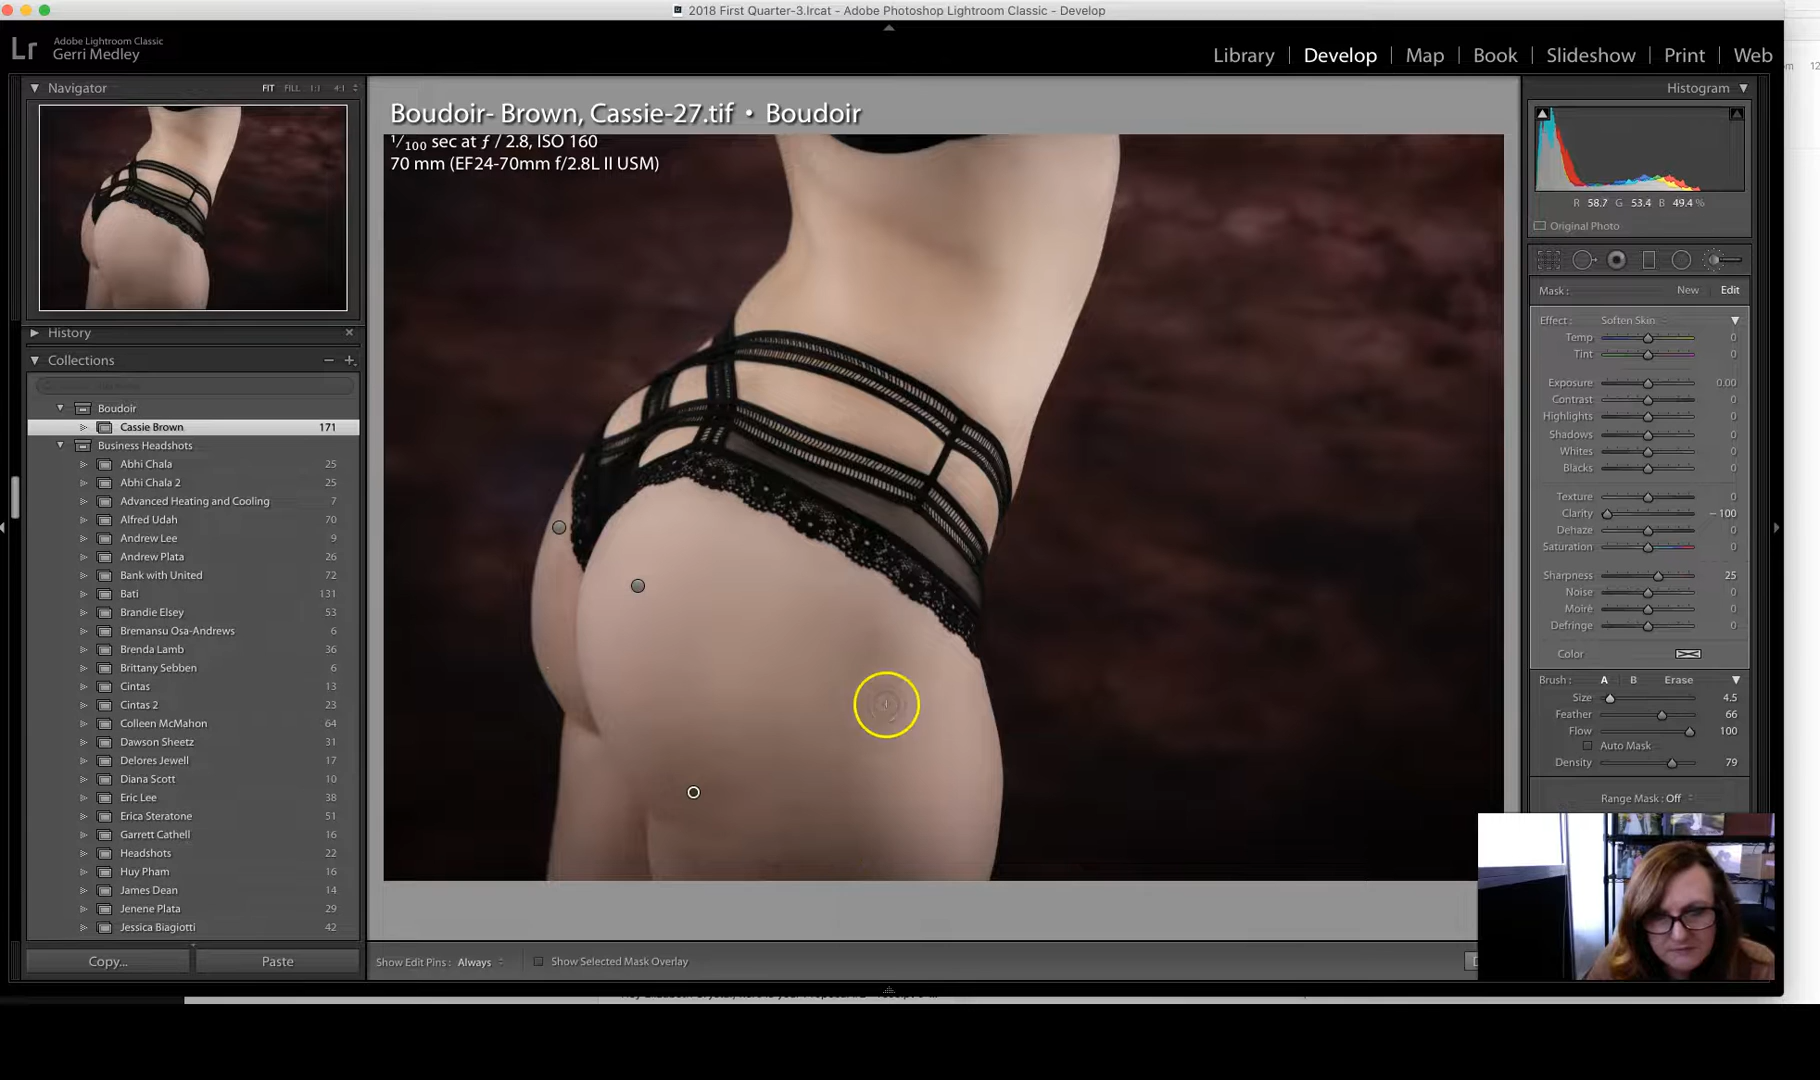 2018 First Quarter-3.lrcat - Adobe Photoshop Lightroom Classic - Develop
Lr
Adobe Lightroom Classic
Gerri Medley
Library
Develop
Map
Book
Slideshow
Print
Web
Navigator
FIT
FILL
1:1
4:1
Boudoir- Brown, Cassie-27.tif • Boudoir
1/100 sec at ƒ / 2.8, ISO 160
70 mm (EF24-70mm f/2.8L II USM)
History
Collections
Boudoir
Cassie Brown 171
Business Headshots
Abhi Chala 25
Abhi Chala 2 25
Advanced Heating and Cooling 7
Alfred Udah 70
Andrew Lee 9
Andrew Plata 26
Bank with United 72
Bati 131
Brandie Elsey 53
Bremansu Osa-Andrews 6
Brenda Lamb 36
Brittany Sebben 6
Cintas 13
Cintas 2 23
Colleen McMahon 64
Dawson Sheetz 31
Delores Jewell 17
Diana Scott 10
Eric Lee 38
Erica Steratone 51
Garrett Cathell 16
Headshots 22
Huy Pham 16
James Dean 14
Jenene Plata 29
Jessica Biagiotti 42
Copy...
Paste
Show Edit Pins : Always
Show Selected Mask Overlay
Histogram
R 58.7 G 53.4 B 49.4 %
Original Photo
Mask : New Edit
Effect : Soften Skin
Temp 0
Tint 0
Exposure 0.00
Contrast 0
Highlights 0
Shadows 0
Whites 0
Blacks 0
Texture 0
Clarity – 100
Dehaze 0
Saturation 0
Sharpness 25
Noise 0
Moiré 0
Defringe 0
Color
Brush : A B Erase
Size 4.5
Feather 66
Flow 100
Auto Mask
Density 79
Range Mask : Off